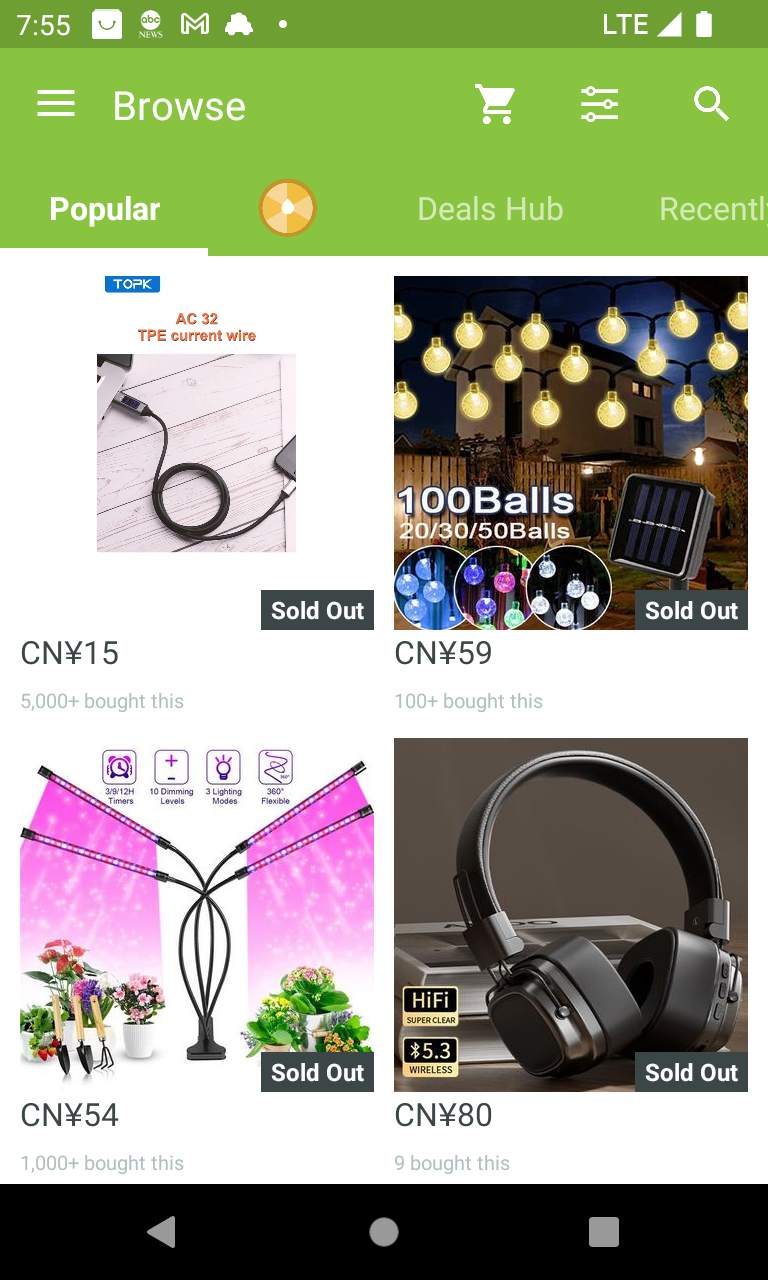 7:55
abc
NEWS
LTE
Browse
Popular
Deals Hub
Recently
TOPK
AC 32
TPE current wire
100Balls
20/30/50Balls
Sold Out
Sold Out
CN¥15
CN¥59
5,000+ bought this
100+ bought this
3/9/12H
Timers
10 Dimming
Levels
3 Lighting
Modes
360°
360°
Flexible
HiFi
SUPER CLEAR
5.3
WIRELESS
Sold Out
Sold Out
CN¥54
CN¥80
1,000+ bought this
9 bought this